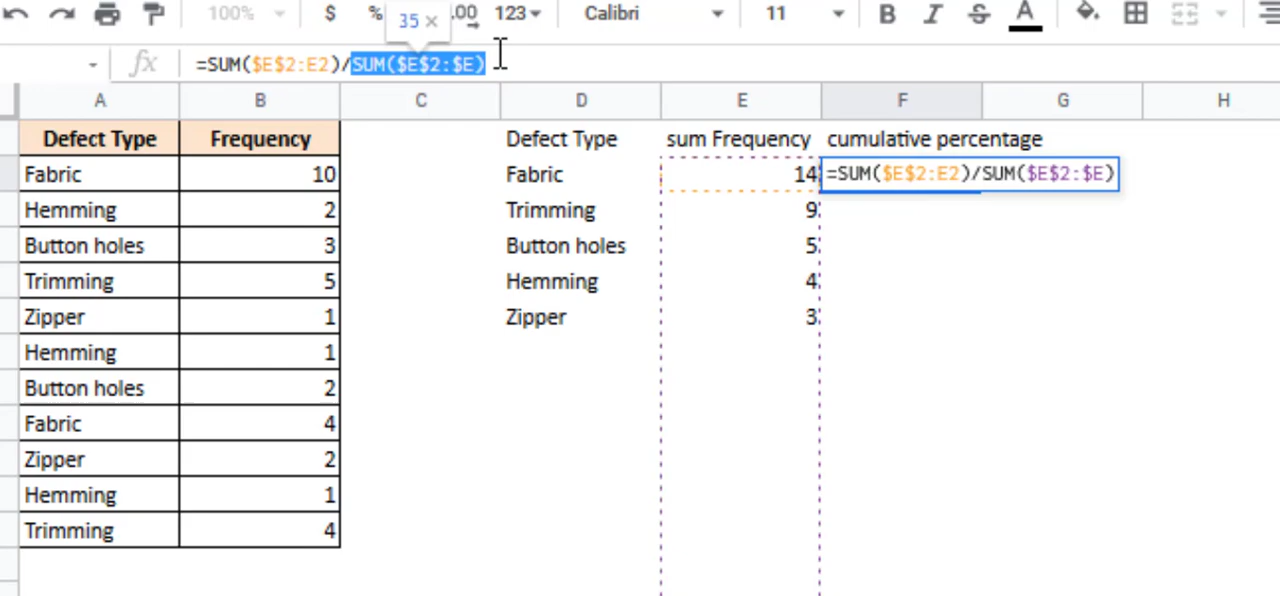 100% $ % 35 × .00 123 Calibri 11 B I S A
fx =SUM($E$2:E2)/SUM($E$2:$E)
A B C D E F G H
Defect Type Frequency Defect Type sum Frequency cumulative percentage
Fabric 10 Fabric 14 =SUM($E$2:E2)/SUM($E$2:$E)
Hemming 2 Trimming 9
Button holes 3 Button holes 5
Trimming 5 Hemming 4
Zipper 1 Zipper 3
Hemming 1
Button holes 2
Fabric 4
Zipper 2
Hemming 1
Trimming 4